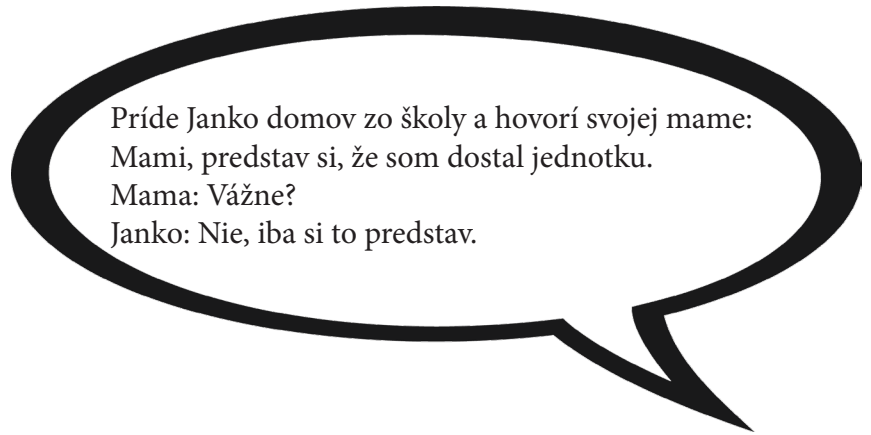 Príde Janko domov zo školy a hovorí svojej mame:
Mami, predstav si, že som dostal jednotku.
Mama: Vážne?
Janko: Nie, iba si to predstav.